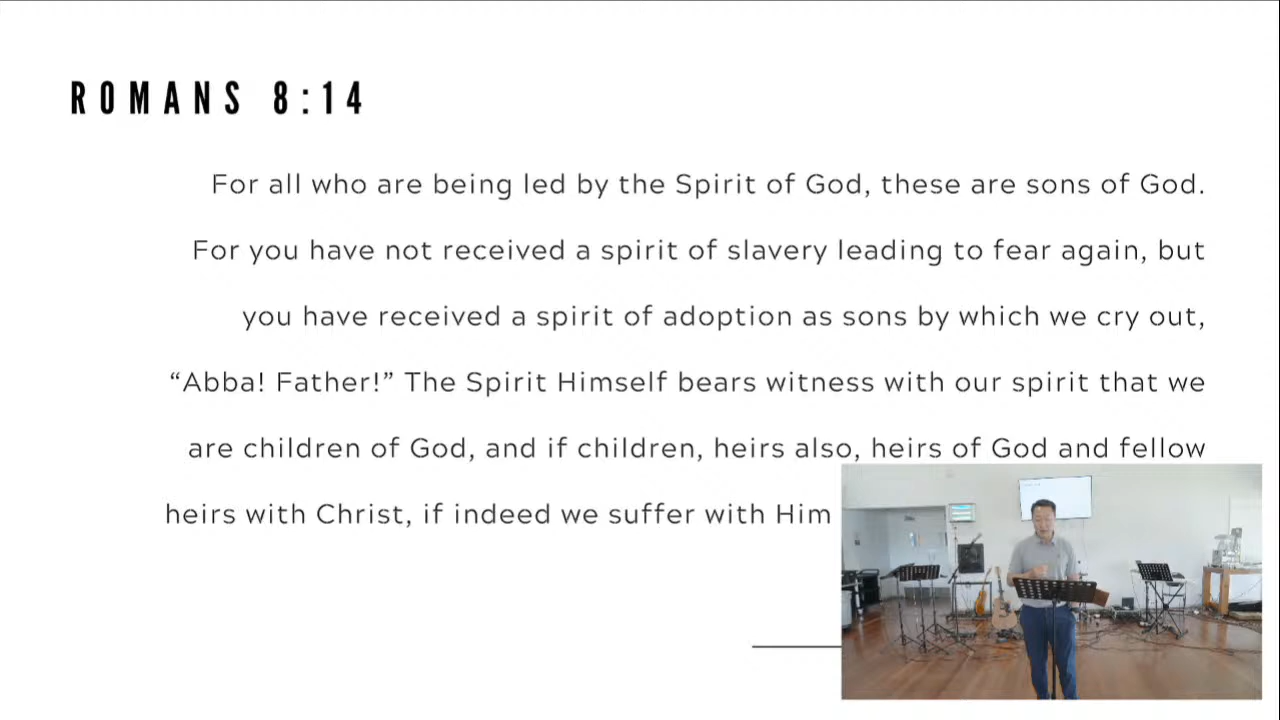 ROMANS 8:14
For all who are being led by the Spirit of God, these are sons of God.
For you have not received a spirit of slavery leading to fear again, but
you have received a spirit of adoption as sons by which we cry out,
“Abba! Father!” The Spirit Himself bears witness with our spirit that we
are children of God, and if children, heirs also, heirs of God and fellow
heirs with Christ, if indeed we suffer with Him